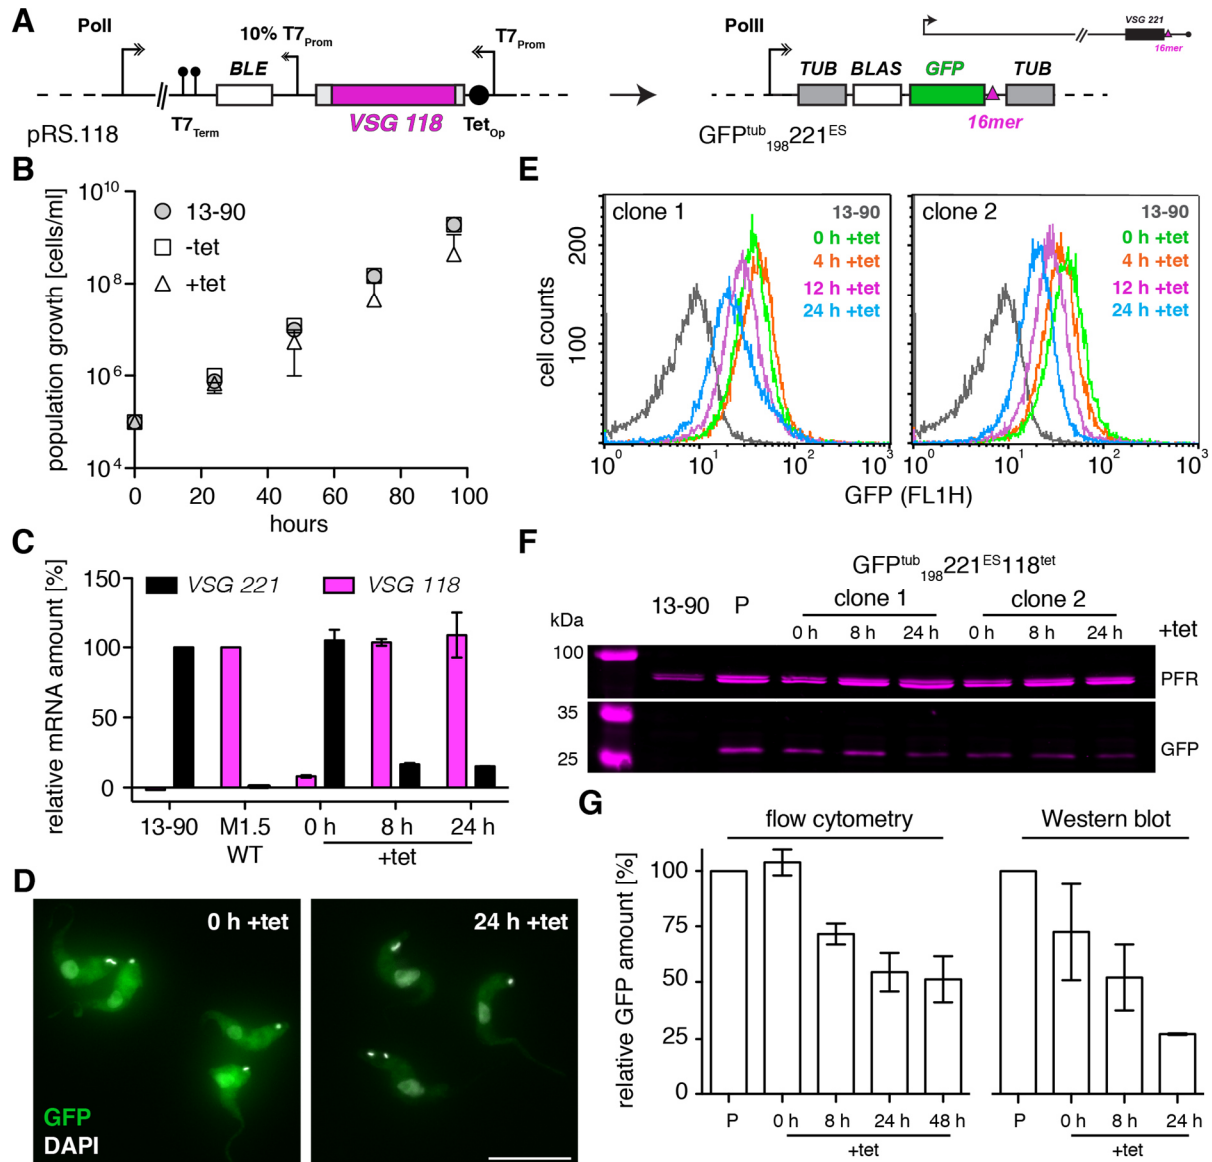 A
PolI
10% T7Prom
T7Prom
BLE
T7Term
VSG 118
TetOp
pRS.118
PolII
VSG 221
16mer
TUB BLAS GFP TUB
16mer
GFPtub198221ES
B
population growth [cells/ml]
10^10
10^8
10^6
10^4
13-90
-tet
+tet
0 20 40 60 80 100
hours
C
relative mRNA amount [%]
VSG 221 VSG 118
150
100
50
0
13-90 M1.5 WT 0 h 8 h 24 h
+tet
D
0 h +tet
24 h +tet
GFP
DAPI
E
cell counts
200
100
clone 1
13-90
0 h +tet
4 h +tet
12 h +tet
24 h +tet
10^0 10^1 10^2 10^3
clone 2
13-90
0 h +tet
4 h +tet
12 h +tet
24 h +tet
10^0 10^1 10^2 10^3
GFP (FL1H)
F
GFPtub198221ES118tet
13-90 P clone 1 clone 2
kDa
0 h 8 h 24 h 0 h 8 h 24 h +tet
100
PFR
35
25
GFP
G
flow cytometry Western blot
relative GFP amount [%]
100
75
50
25
0
P 0 h 8 h 24 h 48 h P 0 h 8 h 24 h
+tet +tet